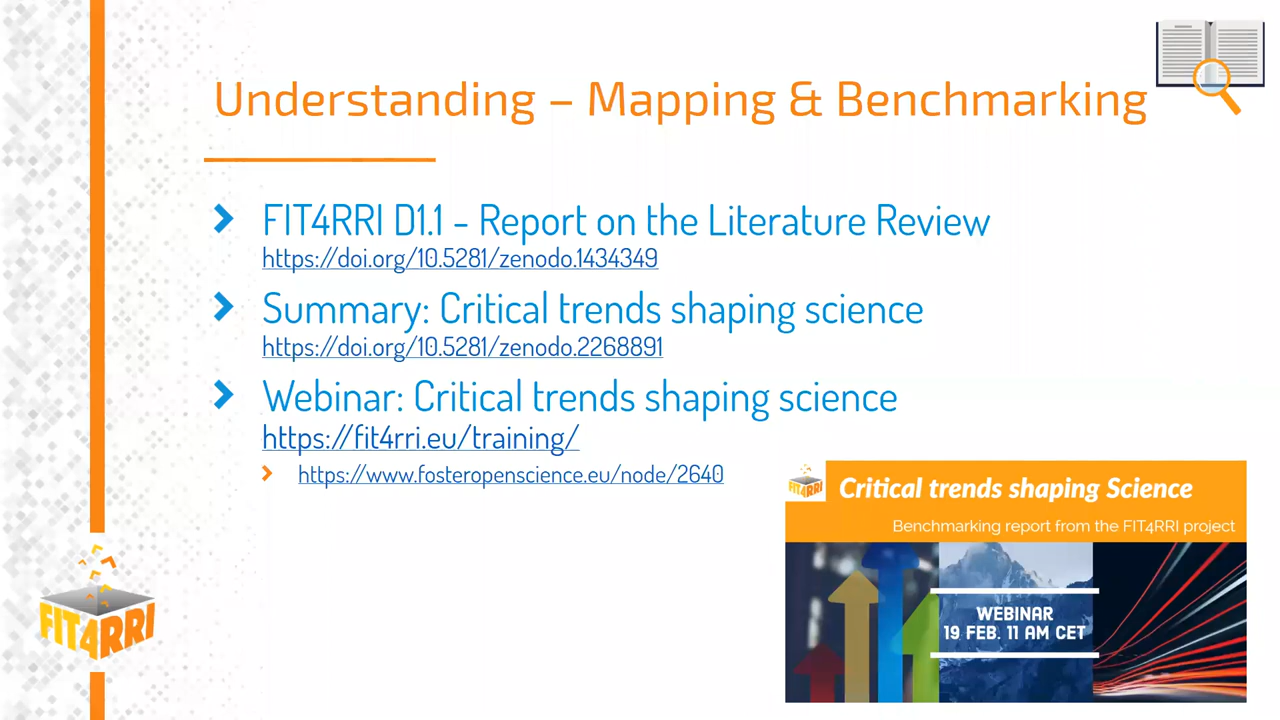 Understanding – Mapping & Benchmarking
FIT4RRI D1.1 - Report on the Literature Review
https://doi.org/10.5281/zenodo.1434349
Summary: Critical trends shaping science
https://doi.org/10.5281/zenodo.2268891
Webinar: Critical trends shaping science
https://fit4rri.eu/training/
https://www.fosteropenscience.eu/node/2640
FIT4RRI
Critical trends shaping Science
Benchmarking report from the FIT4RRI project
WEBINAR
19 FEB. 11 AM CET
FIT4RRI